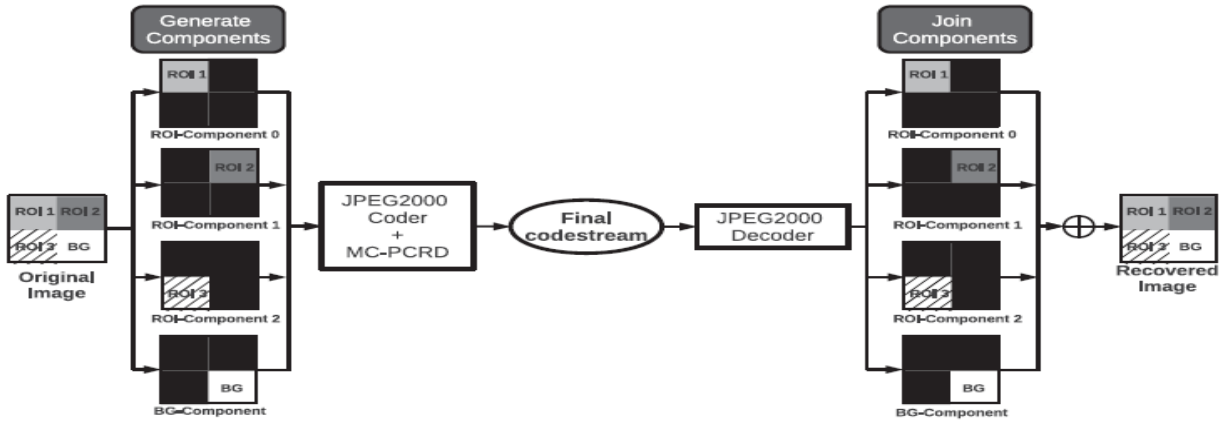 Generate
Components
ROI 1
ROI-Component 0
ROI 2
ROI-Component 1
ROI 3
ROI-Component 2
BG
BG-Component
ROI 1 ROI 2
ROI 3 BG
Original
Image
JPEG2000
Coder
+
MC-PCRD
Final
codestream
JPEG2000
Decoder
Join
Components
ROI 1
ROI-Component 0
ROI 2
ROI-Component 1
ROI 3
ROI-Component 2
BG
BG-Component
ROI 1 ROI 2
ROI 3 BG
Recovered
Image